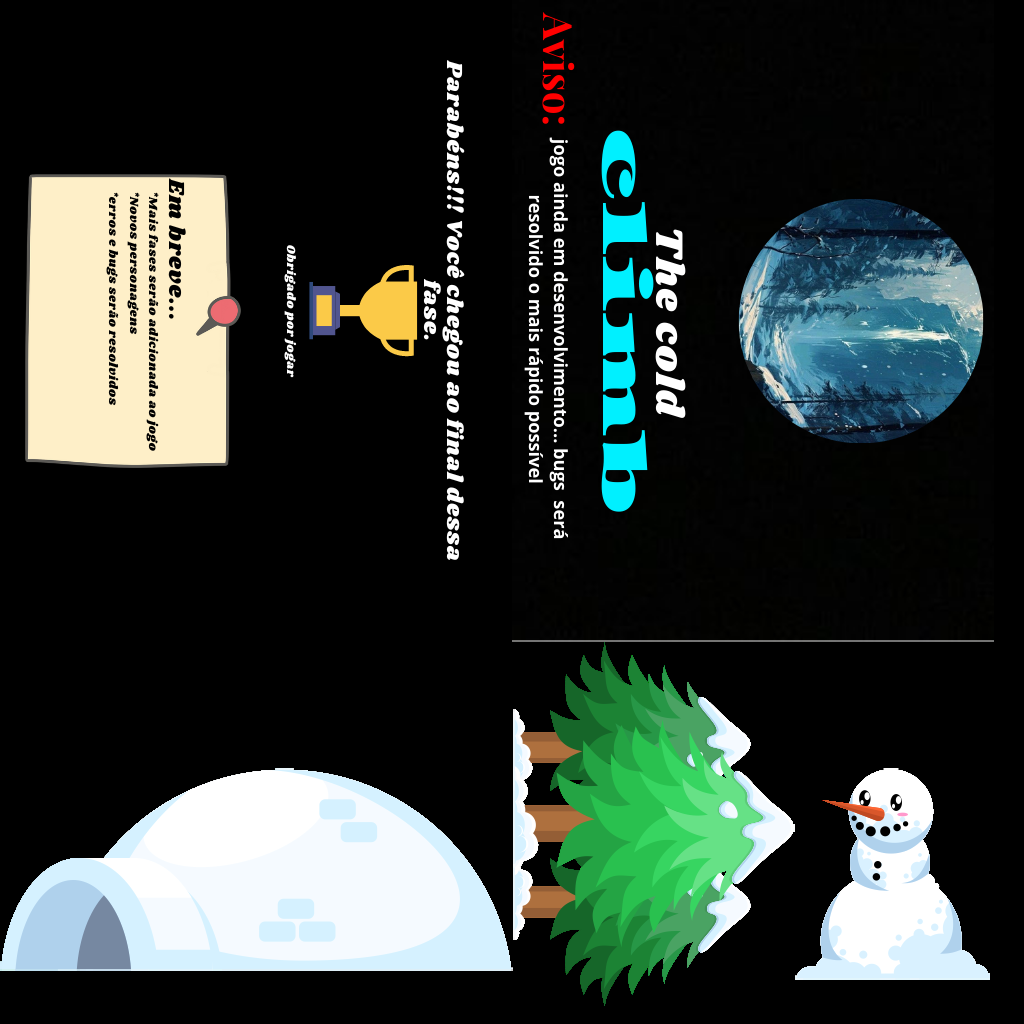 Parabéns!!! Você chegou ao final dessa
fase.
Obrigado por jogar
Em breve...
*Mais fases serão adicionada ao jogo
*Novos personagens
*erros e bugs serão resolvidos
The cold
climb
Aviso: jogo ainda em desenvolvimento... bugs será
resolvido o mais rápido possível